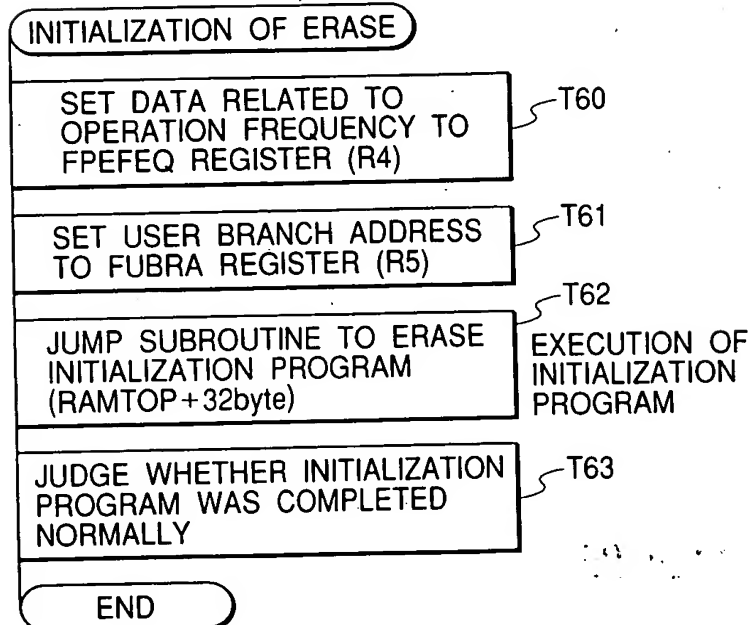 INITIALIZATION OF ERASE
SET DATA RELATED TO
OPERATION FREQUENCY TO
FPEFEQ REGISTER (R4)
T60
SET USER BRANCH ADDRESS
TO FUBRA REGISTER (R5)
T61
JUMP SUBROUTINE TO ERASE
INITIALIZATION PROGRAM
(RAMTOP+32byte)
T62
EXECUTION OF
INITIALIZATION
PROGRAM
JUDGE WHETHER INITIALIZATION
PROGRAM WAS COMPLETED
NORMALLY
T63
END